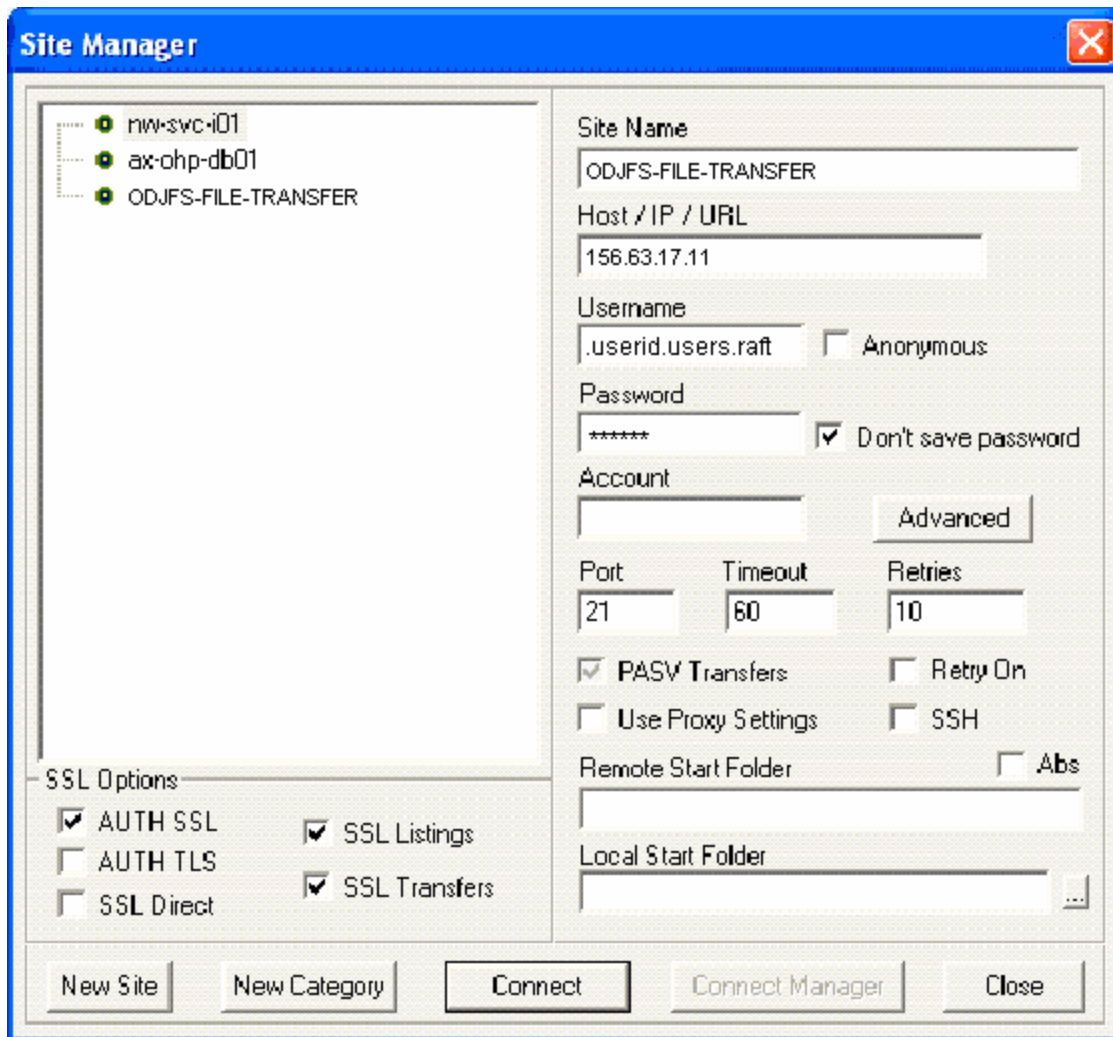 Site Manager
nw-svc-i01
ax-ohp-db01
ODJFS-FILE-TRANSFER
SSL Options
AUTH SSL
AUTH TLS
SSL Direct
SSL Listings
SSL Transfers
Site Name
ODJFS-FILE-TRANSFER
Host / IP / URL
156.63.17.11
Username
.userid.users.raft
Anonymous
Password
******
Don't save password
Account
Advanced
Port Timeout Retries
21 60 10
PASV Transfers Retry On
Use Proxy Settings SSH
Remote Start Folder Abs
Local Start Folder
...
New Site New Category Connect Connect Manager Close